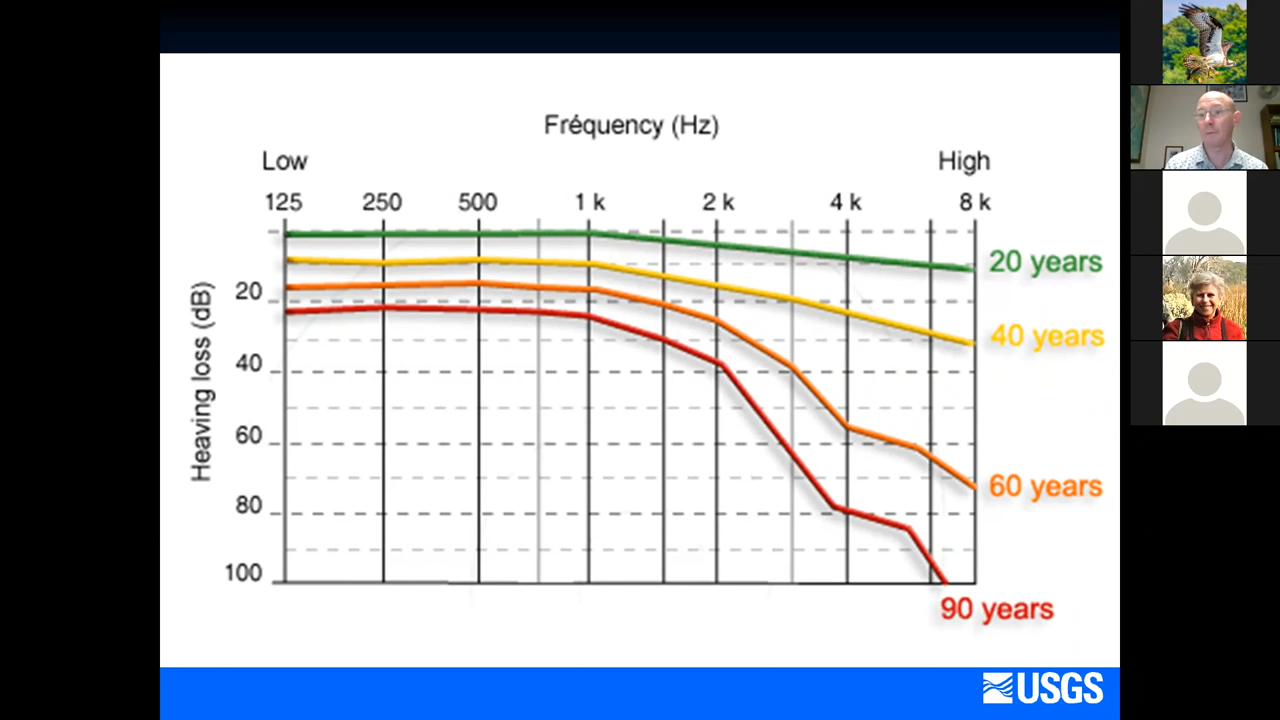 Fréquency (Hz)
Low High
125 250 500 1 k 2 k 4 k 8 k
Heaving loss (dB)
20
40
60
80
100
20 years
40 years
60 years
90 years
USGS